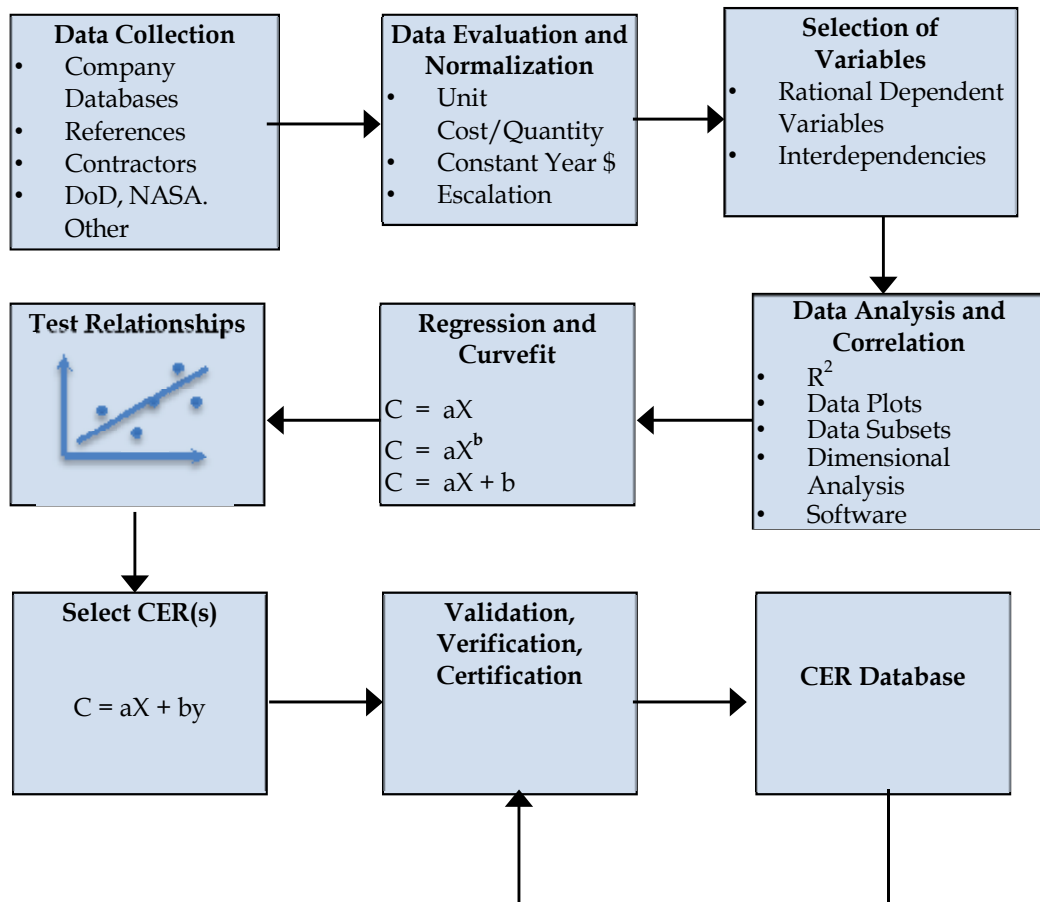 Data Collection
• Company
Databases
• References
• Contractors
• DoD, NASA.
Other
Data Evaluation and
Normalization
• Unit
Cost/Quantity
• Constant Year $
• Escalation
Selection of
Variables
• Rational Dependent
Variables
• Interdependencies
Data Analysis and
Correlation
• R²
• Data Plots
• Data Subsets
• Dimensional
Analysis
• Software
Regression and
Curvefit
C = aX
C = aXᵇ
C = aX + b
Test Relationships
Select CER(s)
C = aX + by
Validation,
Verification,
Certification
CER Database